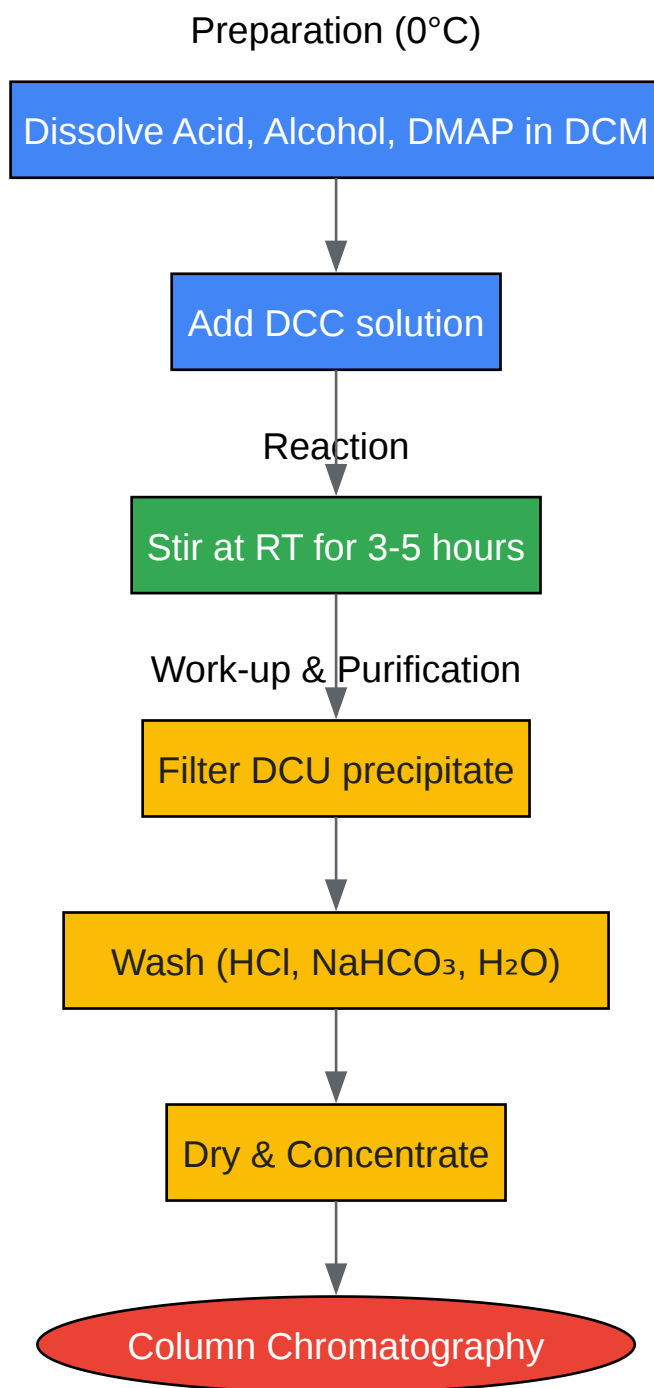 Preparation (0°C)
Dissolve Acid, Alcohol, DMAP in DCM
Add DCC solution
Reaction
Stir at RT for 3-5 hours
Work-up & Purification
Filter DCU precipitate
Wash (HCl, NaHCO₃, H₂O)
Dry & Concentrate
Column Chromatography